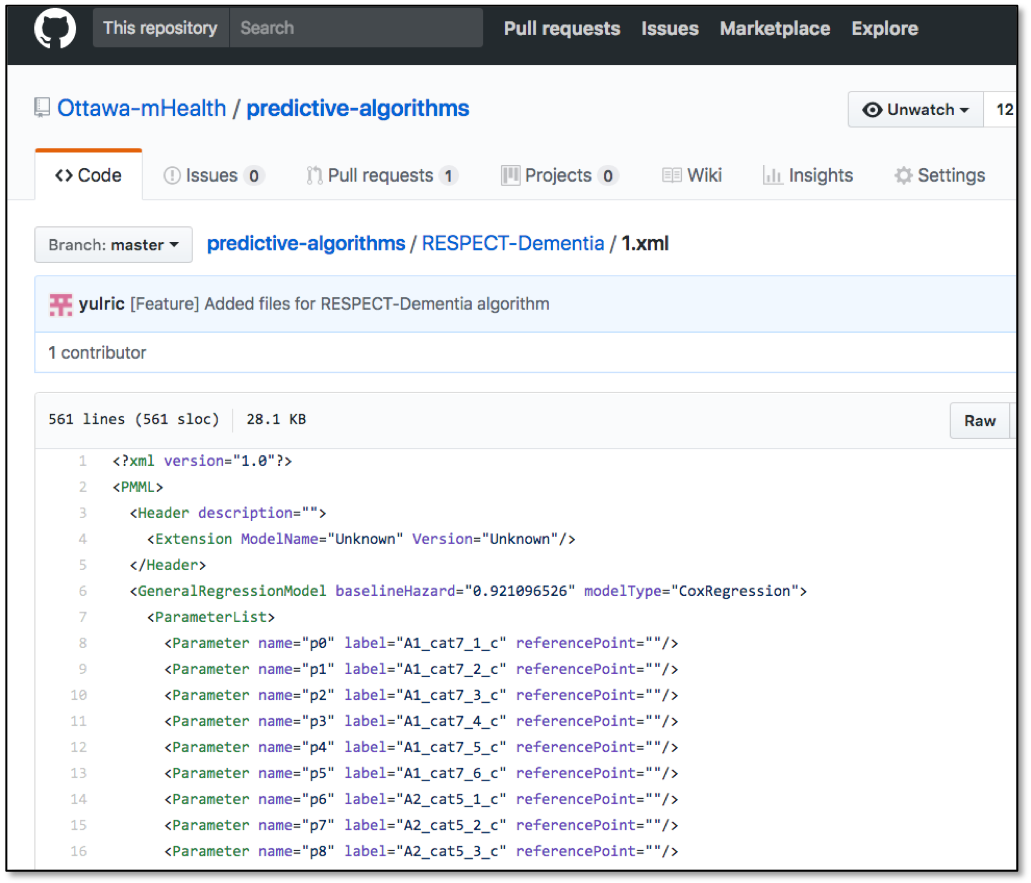 This repository Search Pull requests Issues Marketplace Explore
Ottawa-mHealth / predictive-algorithms Unwatch 12
<> Code Issues 0 Pull requests 1 Projects 0 Wiki Insights Settings
Branch: master predictive-algorithms / RESPECT-Dementia / 1.xml
yulric [Feature] Added files for RESPECT-Dementia algorithm
1 contributor
561 lines (561 sloc) 28.1 KB Raw
1 <?xml version="1.0"?>
2 <PMML>
3 <Header description="">
4 <Extension ModelName="Unknown" Version="Unknown"/>
5 </Header>
6 <GeneralRegressionModel baselineHazard="0.921096526" modelType="CoxRegression">
7 <ParameterList>
8 <Parameter name="p0" label="A1_cat7_1_c" referencePoint=""/>
9 <Parameter name="p1" label="A1_cat7_2_c" referencePoint=""/>
10 <Parameter name="p2" label="A1_cat7_3_c" referencePoint=""/>
11 <Parameter name="p3" label="A1_cat7_4_c" referencePoint=""/>
12 <Parameter name="p4" label="A1_cat7_5_c" referencePoint=""/>
13 <Parameter name="p5" label="A1_cat7_6_c" referencePoint=""/>
14 <Parameter name="p6" label="A2_cat5_1_c" referencePoint=""/>
15 <Parameter name="p7" label="A2_cat5_2_c" referencePoint=""/>
16 <Parameter name="p8" label="A2_cat5_3_c" referencePoint=""/>